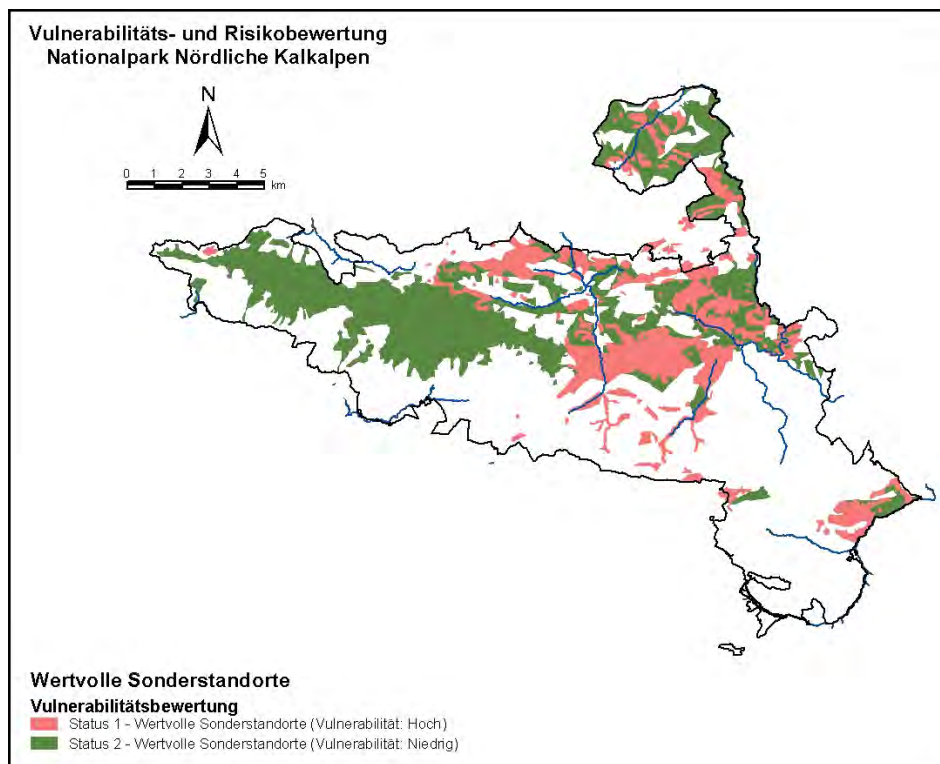 Vulnerabilitäts- und Risikobewertung
Nationalpark Nördliche Kalkalpen
N
0 1 2 3 4 5
km
Wertvolle Sonderstandorte
Vulnerabilitätsbewertung
Status 1 - Wertvolle Sonderstandorte (Vulnerabilität: Hoch)
Status 2 - Wertvolle Sonderstandorte (Vulnerabilität: Niedrig)